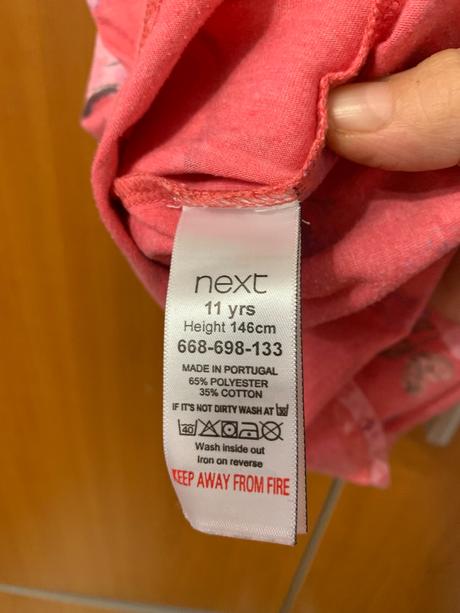 next
11 yrs
Height 146cm
668-698-133
MADE IN PORTUGAL
65% POLYESTER
35% COTTON
IF IT'S NOT DIRTY WASH AT
40
Wash inside out
Iron on reverse
KEEP AWAY FROM FIRE